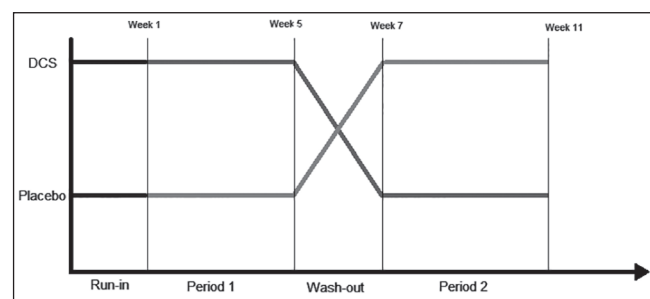 Week 1 Week 5 Week 7 Week 11
DCS
Placebo
Run-in Period 1 Wash-out Period 2